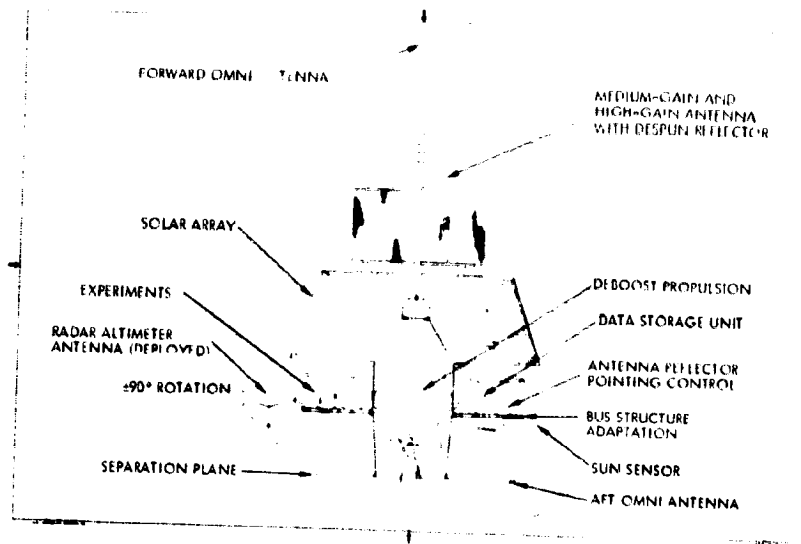 FORWARD OMNI TENNA
MEDIUM-GAIN AND
HIGH-GAIN ANTENNA
WITH DESPUN REFLECTOR
SOLAR ARRAY
EXPERIMENTS
RADAR ALTIMETER
ANTENNA (DEPLOYED)
±90° ROTATION
SEPARATION PLANE
DEBOOST PROPULSION
DATA STORAGE UNIT
ANTENNA REFLECTOR
POINTING CONTROL
BUS STRUCTURE
ADAPTATION
SUN SENSOR
AFT OMNI ANTENNA